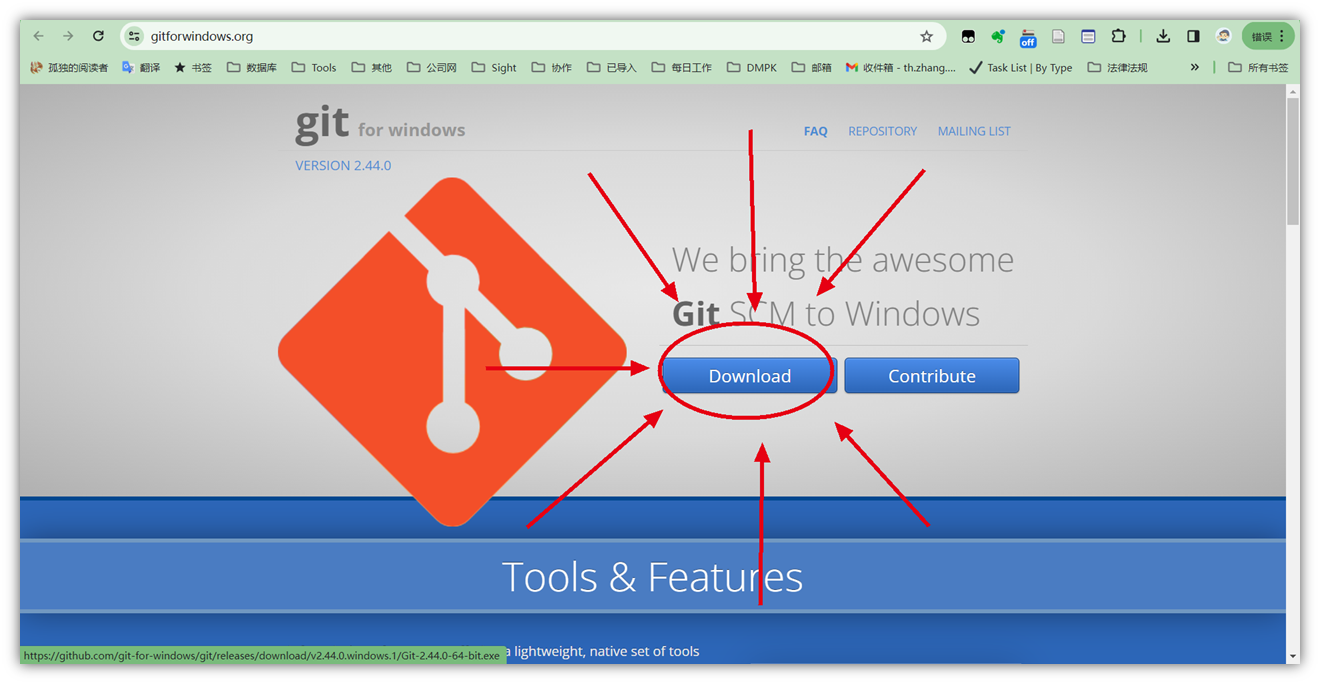 gitforwindows.org
off
错误
孤独的阅读者 翻译 书签 数据库 Tools 其他 公司网 Sight 协作 已导入 每日工作 DMPK 邮箱 收件箱 - th.zhang.... Task List | By Type 法律法规 » 所有书签
git for windows
FAQ REPOSITORY MAILING LIST
VERSION 2.44.0
We bring the awesome
Git SCM to Windows
Download Contribute
Tools & Features
a lightweight, native set of tools
https://github.com/git-for-windows/git/releases/download/v2.44.0.windows.1/Git-2.44.0-64-bit.exe